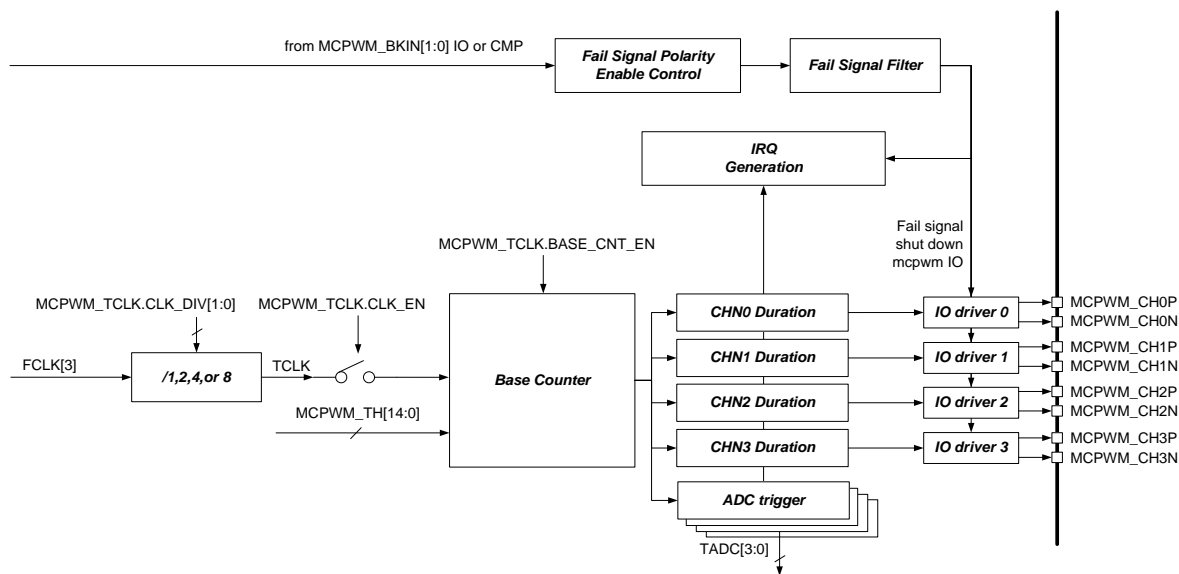 from MCPWM_BKIN[1:0] IO or CMP
Fail Signal Polarity
Enable Control
Fail Signal Filter
IRQ
Generation
Fail signal
shut down
mcpwm IO
MCPWM_TCLK.BASE_CNT_EN
MCPWM_TCLK.CLK_DIV[1:0]
MCPWM_TCLK.CLK_EN
FCLK[3]
/1,2,4,or 8
TCLK
MCPWM_TH[14:0]
Base Counter
CHN0 Duration
CHN1 Duration
CHN2 Duration
CHN3 Duration
ADC trigger
TADC[3:0]
IO driver 0
IO driver 1
IO driver 2
IO driver 3
MCPWM_CH0P
MCPWM_CH0N
MCPWM_CH1P
MCPWM_CH1N
MCPWM_CH2P
MCPWM_CH2N
MCPWM_CH3P
MCPWM_CH3N